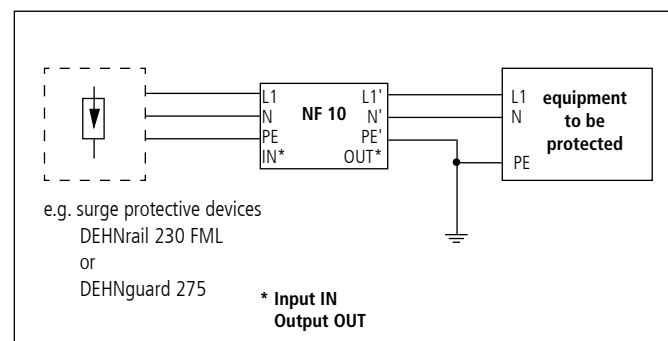 L1 L1' L1 equipment
N NF 10 N' N to be
PE PE' protected
IN* OUT* PE
e.g. surge protective devices
DEHNrail 230 FML
or
DEHNguard 275
* Input IN
Output OUT